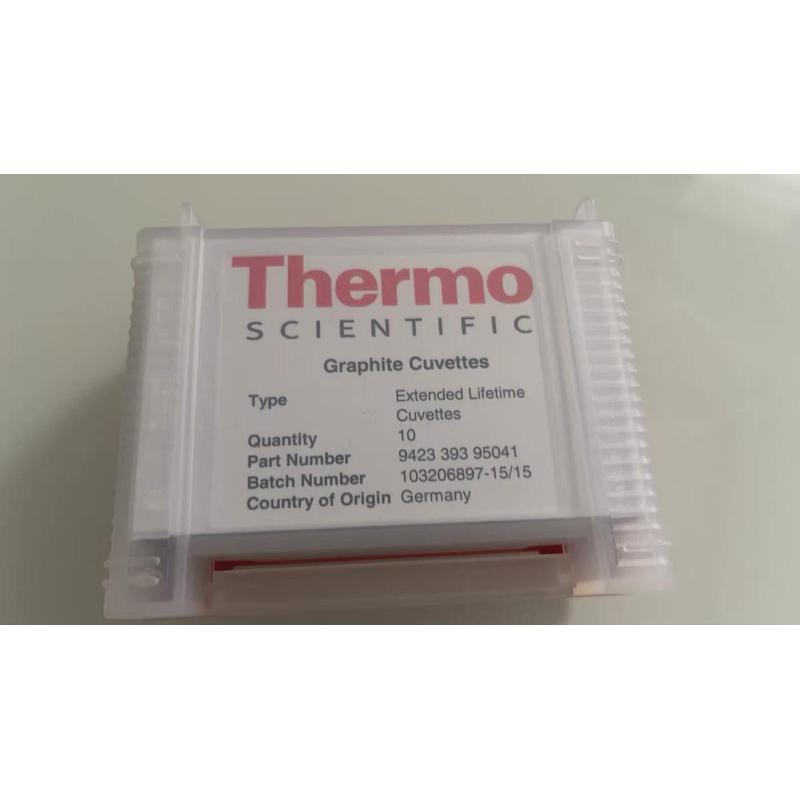 Thermo
SCIENTIFIC
Graphite Cuvettes
Type Extended Lifetime
Cuvettes
Quantity 10
Part Number 9423 393 95041
Batch Number 103206897-15/15
Country of Origin Germany